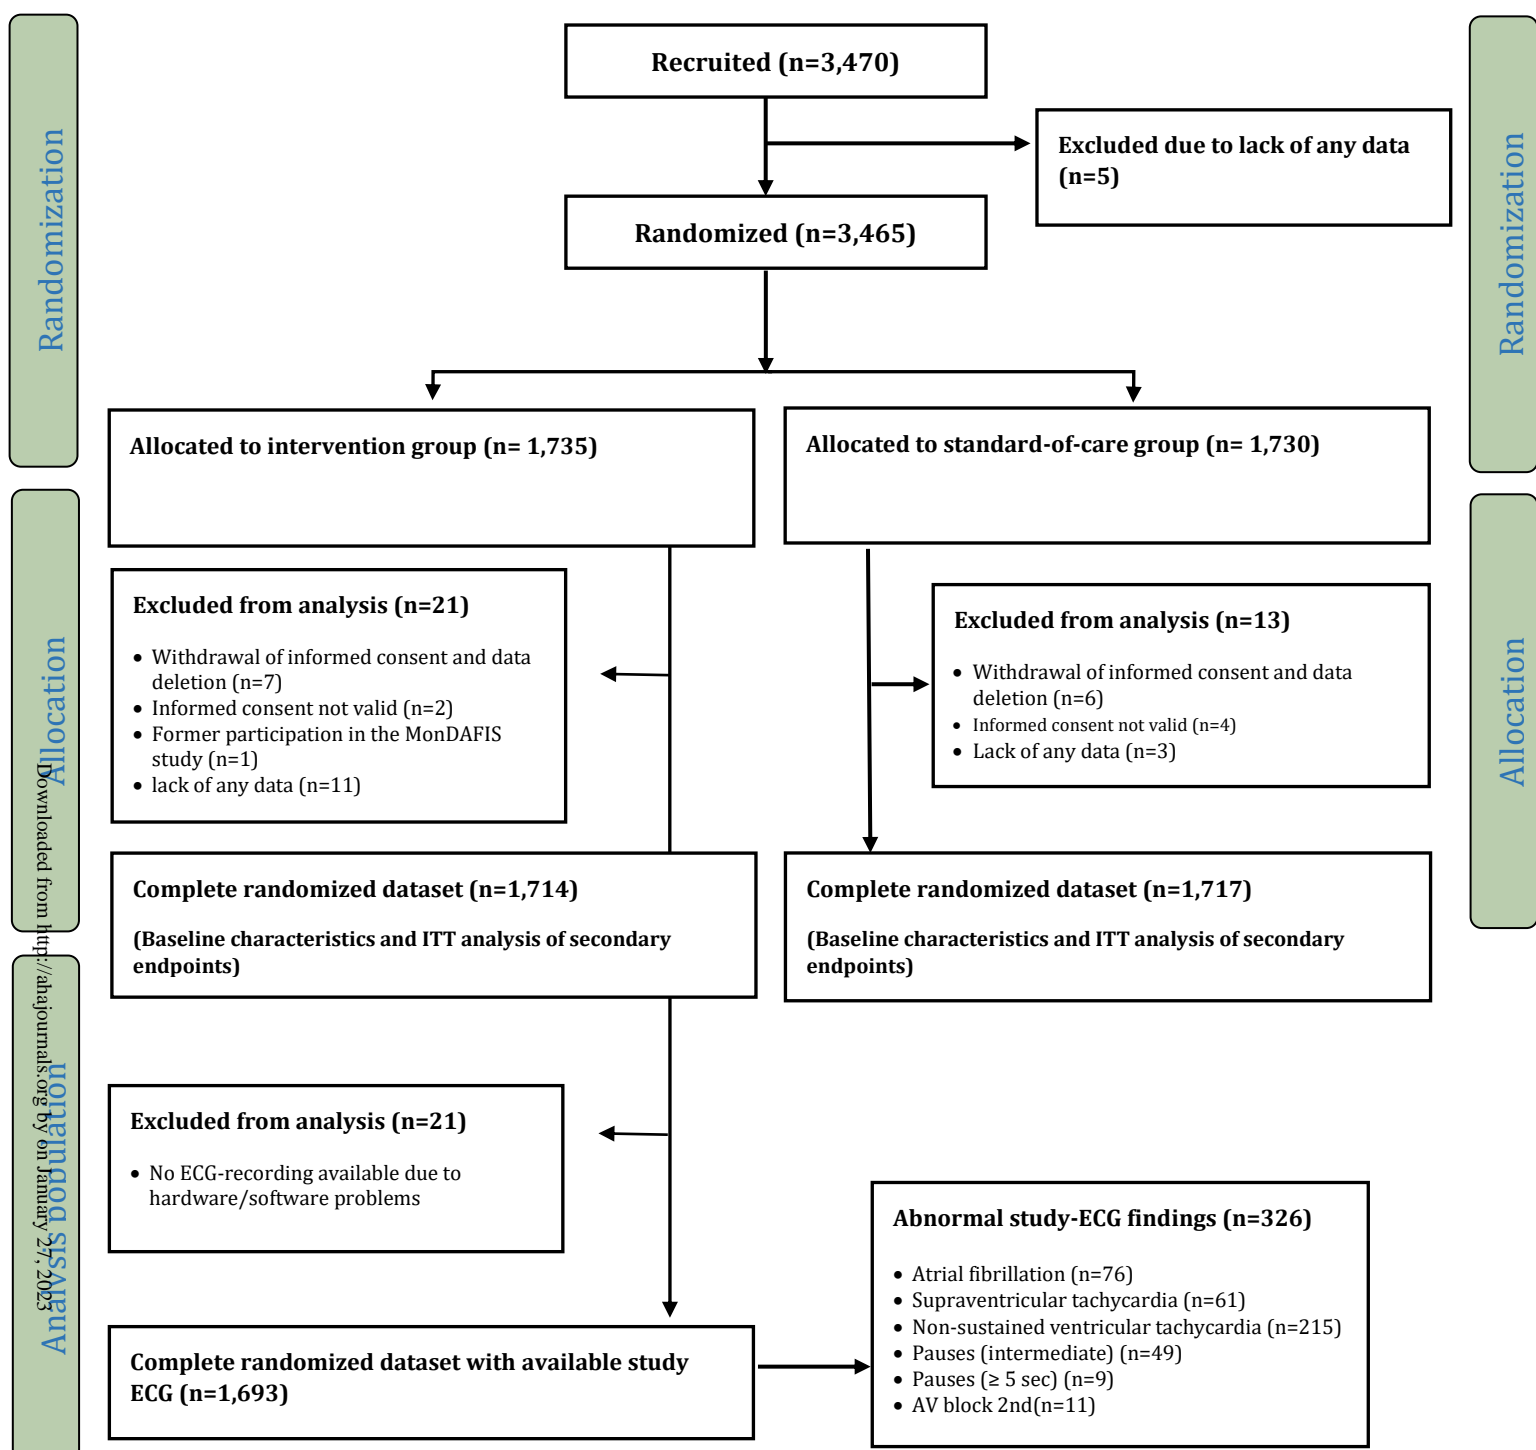 Randomization
Randomization
Recruited (n=3,470)
Excluded due to lack of any data
(n=5)
Randomized (n=3,465)
Allocated to intervention group (n= 1,735)
Allocated to standard-of-care group (n= 1,730)
Allocation
Allocation
Excluded from analysis (n=21)
• Withdrawal of informed consent and data
deletion (n=7)
• Informed consent not valid (n=2)
• Former participation in the MonDAFIS
study (n=1)
• lack of any data (n=11)
Excluded from analysis (n=13)
• Withdrawal of informed consent and data
deletion (n=6)
• Informed consent not valid (n=4)
• Lack of any data (n=3)
Complete randomized dataset (n=1,714)
(Baseline characteristics and ITT analysis of secondary
endpoints)
Complete randomized dataset (n=1,717)
(Baseline characteristics and ITT analysis of secondary
endpoints)
Downloaded from http://ahajournals.org by on January 27, 2023
Analysis population
Excluded from analysis (n=21)
• No ECG-recording available due to
hardware/software problems
Complete randomized dataset with available study
ECG (n=1,693)
Abnormal study-ECG findings (n=326)
• Atrial fibrillation (n=76)
• Supraventricular tachycardia (n=61)
• Non-sustained ventricular tachycardia (n=215)
• Pauses (intermediate) (n=49)
• Pauses (≥ 5 sec) (n=9)
• AV block 2nd(n=11)